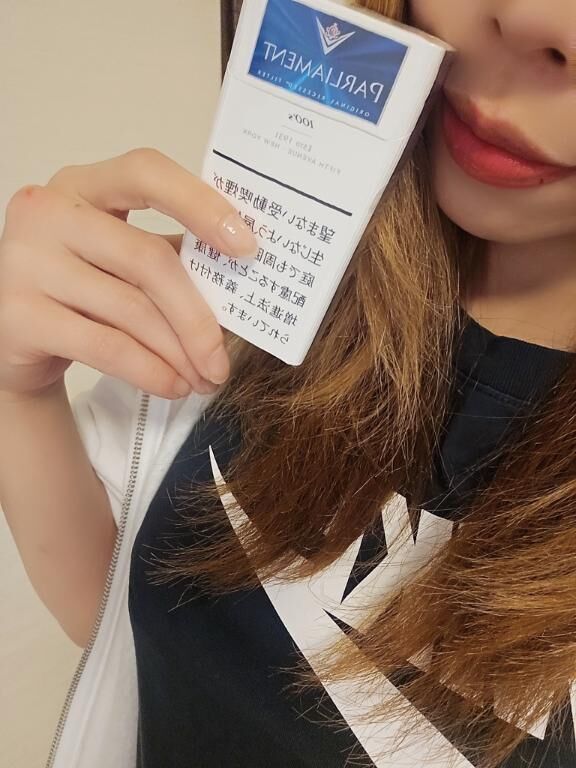 PARLIAMENT
ORIGINAL RECESSED FILTER
100's
ESTD 1931
FIFTH AVENUE · NEW YORK
望まない受動喫煙が
生じないよう屋
庭でも周囲
配慮することが、健康
増進法上、義務付け
られています。